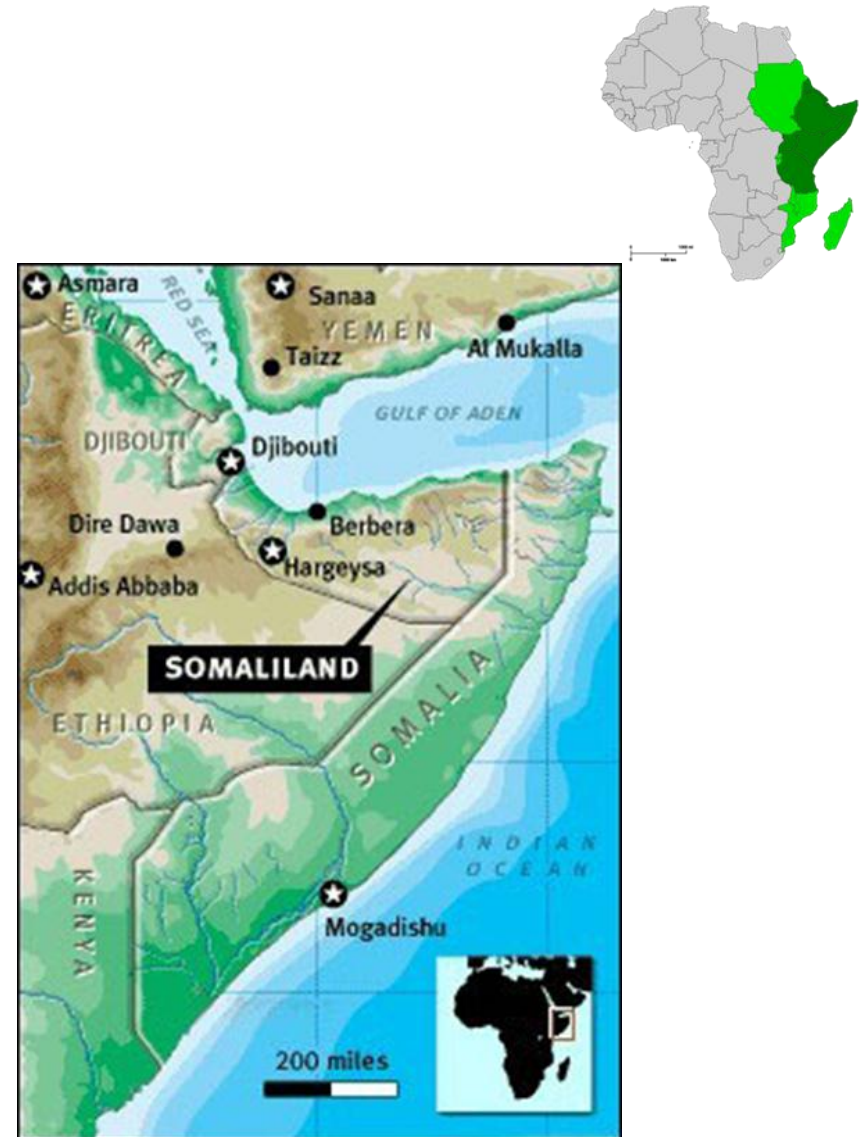 Asmara
RED SEA
Sanaa
ERITREA
YEMEN
Taizz
Al Mukalla
GULF OF ADEN
DJIBOUTI
Djibouti
Dire Dawa
Berbera
Hargeysa
Addis Abbaba
SOMALILAND
ETHIOPIA
SOMALIA
INDIAN
OCEAN
KENYA
Mogadishu
200 miles